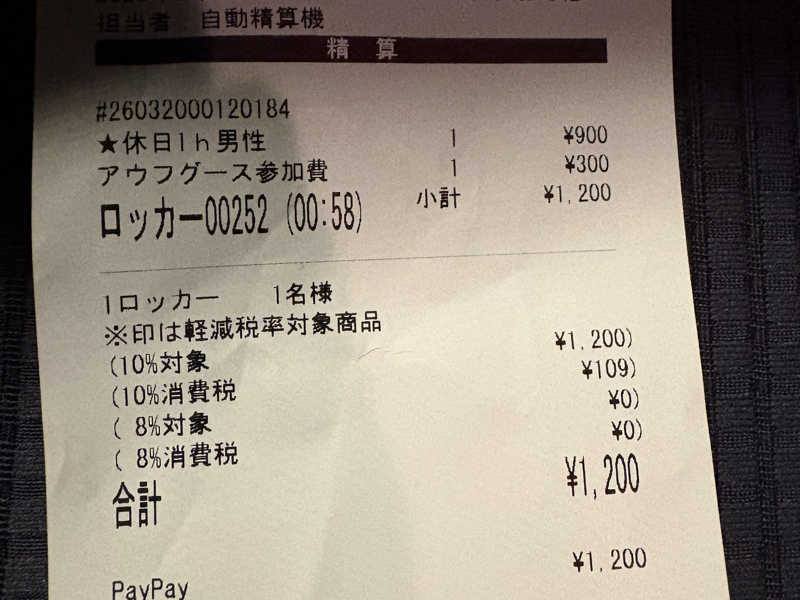 担当者：自動精算機
精 算
#26032000120184
★休日1h男性 1 ¥900
アウフグース参加費 1 ¥300
小計 ¥1,200
ロッカー00252 (00:58)
1ロッカー 1名様
※印は軽減税率対象商品
(10%対象 ¥1,200)
(10%消費税 ¥109)
( 8%対象 ¥0)
( 8%消費税 ¥0)
合計 ¥1,200
PayPay ¥1,200